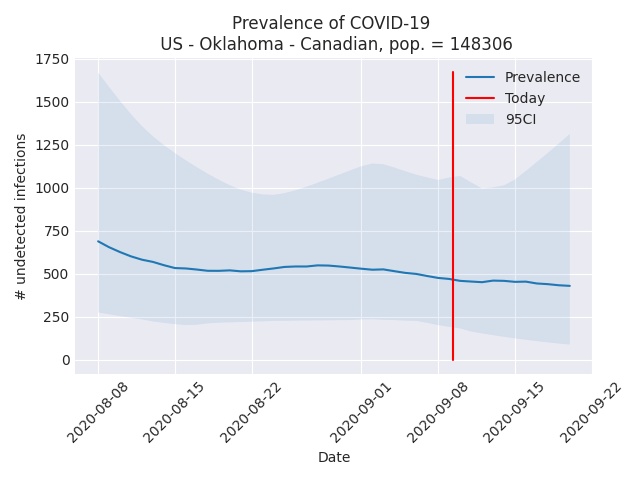 Prevalence of COVID-19
US - Oklahoma - Canadian, pop. = 148306
1750
1500
1250
1000
750
500
250
0
# undetected infections
Prevalence
Today
95CI
2020-08-08
2020-08-15
2020-08-22
2020-09-01
2020-09-08
2020-09-15
2020-09-22
Date